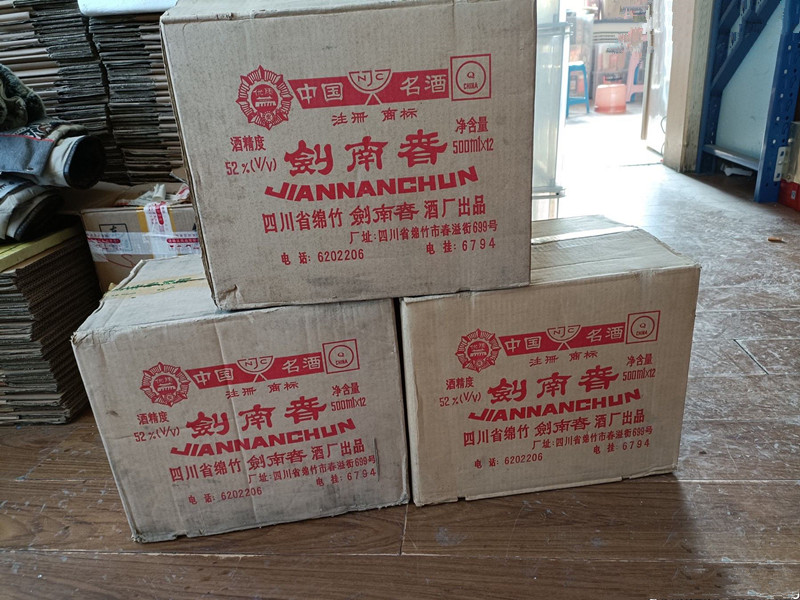 中国 NJC 名酒
Q
CHINA
注册 商标
酒精度
52%(V/V)
劍南春
净含量
500ml×12
JIANNANCHUN
四川省绵竹 劍南春 酒厂出品
厂址:四川省绵竹市春溢街699号
电话: 6202206 电挂: 6794
中国 NJC 名酒
Q
CHINA
注册 商标
酒精度
52%(V/V)
劍南春
净含量
500ml×12
JIANNANCHUN
四川省绵竹 劍南春 酒厂出品
厂址:四川省绵竹市春溢街699号
电话: 6202206 电挂: 6794
中国 NJC 名酒
Q
CHINA
注册 商标
酒精度
52%(V/V)
劍南春
净含量
500ml×12
JIANNANCHUN
四川省绵竹 劍南春 酒厂出品
厂址:四川省绵竹市春溢街699号
电话: 6202206 电挂: 6794